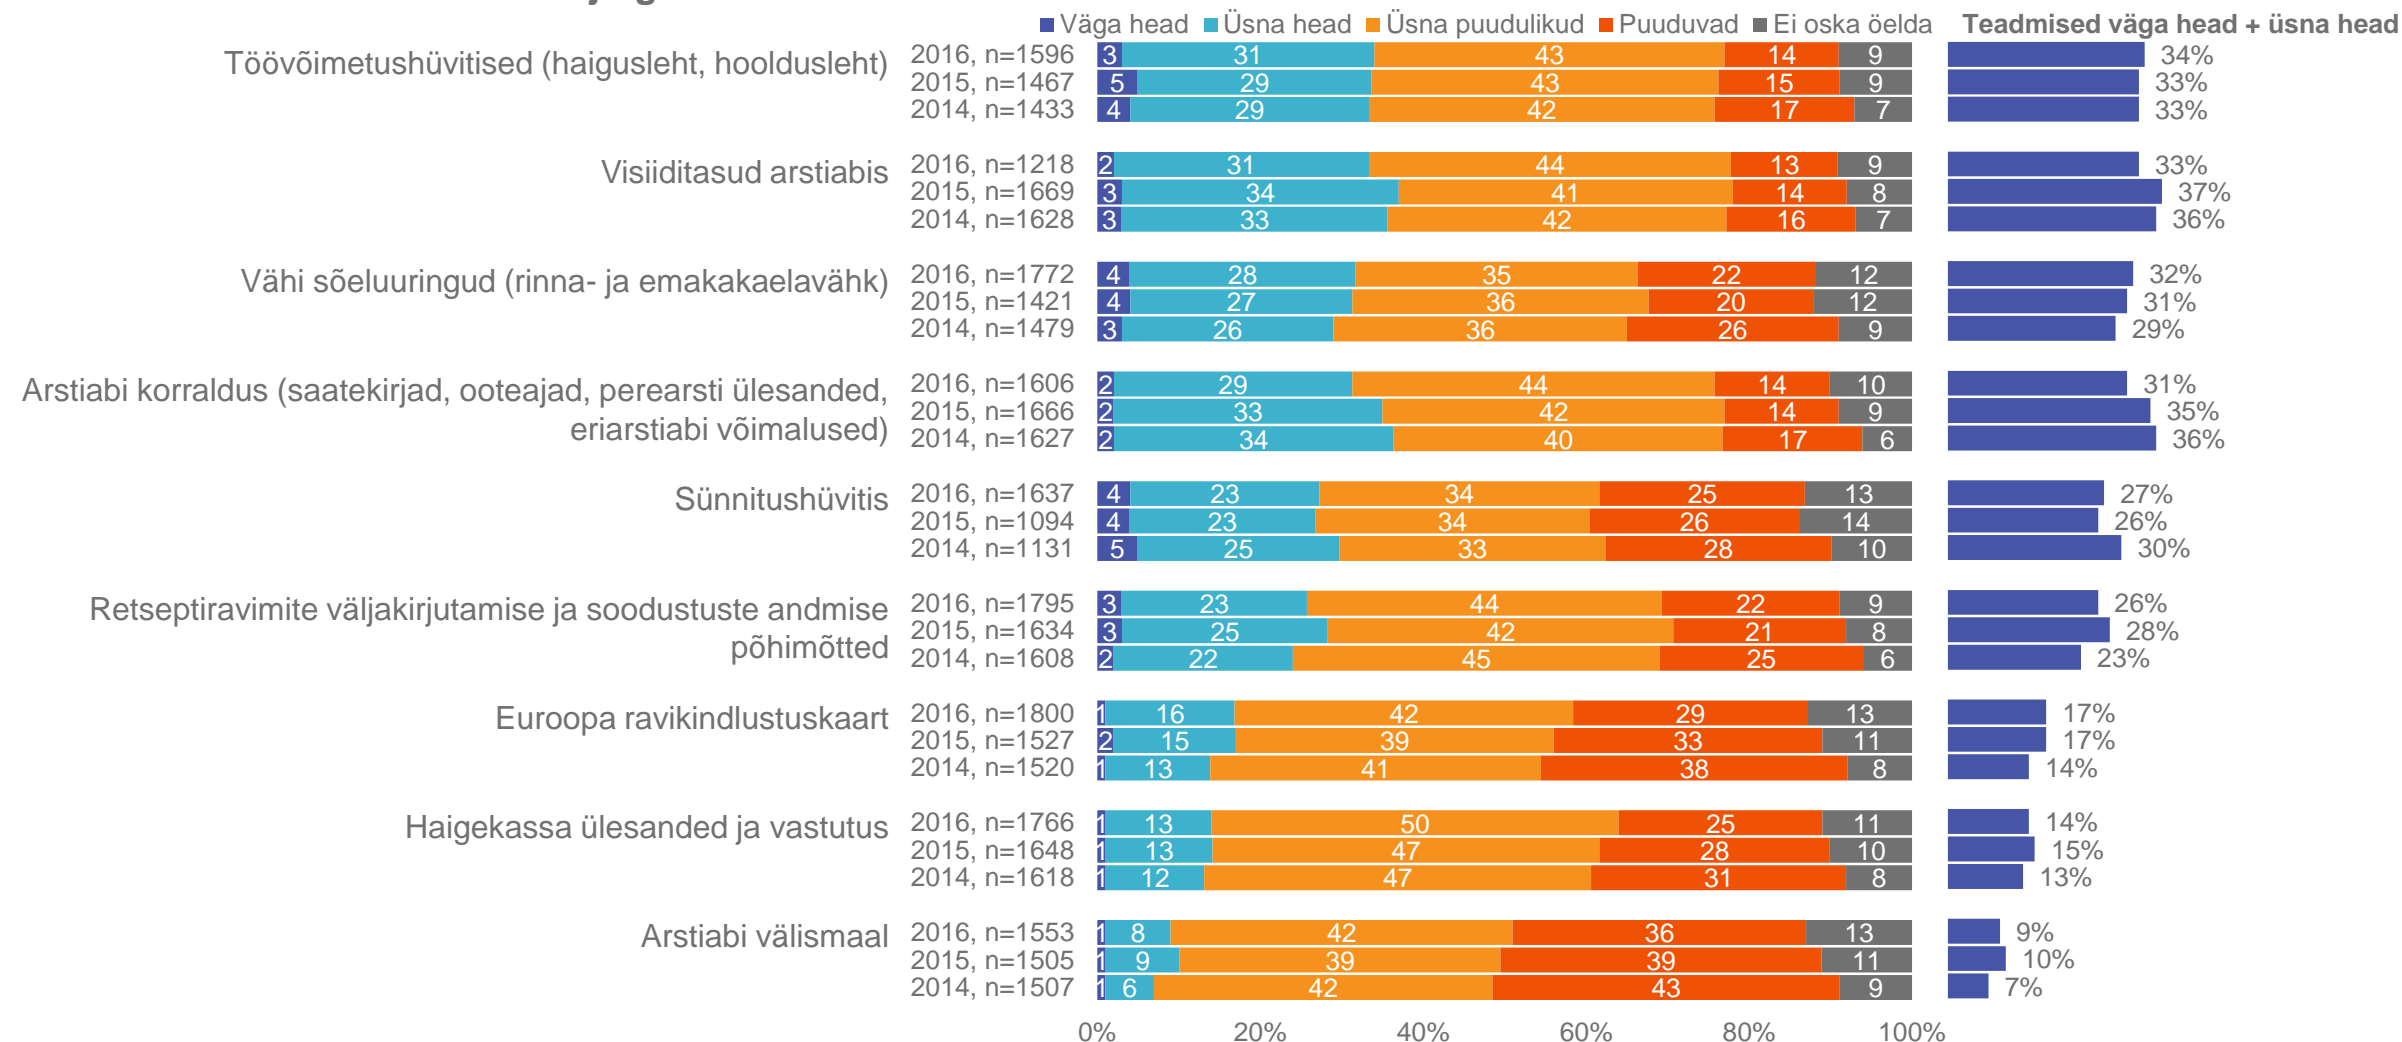 Väga head Üsna head Üsna puudulikud Puuduvad Ei oska öelda Teadmised väga head + üsna head
Töövõimetushüvitised (haigusleht, hooldusleht)
2016, n=1596 3 31 43 14 9 34%
2015, n=1467 5 29 43 15 9 33%
2014, n=1433 4 29 42 17 7 33%
Visiiditasud arstiabis
2016, n=1218 2 31 44 13 9 33%
2015, n=1669 3 34 41 14 8 37%
2014, n=1628 3 33 42 16 7 36%
Vähi sõeluuringud (rinna- ja emakakaelavähk)
2016, n=1772 4 28 35 22 12 32%
2015, n=1421 4 27 36 20 12 31%
2014, n=1479 3 26 36 26 9 29%
Arstiabi korraldus (saatekirjad, ooteajad, perearsti ülesanded,
eriarstiabi võimalused)
2016, n=1606 2 29 44 14 10 31%
2015, n=1666 2 33 42 14 9 35%
2014, n=1627 2 34 40 17 6 36%
Sünnitushüvitis
2016, n=1637 4 23 34 25 13 27%
2015, n=1094 4 23 34 26 14 26%
2014, n=1131 5 25 33 28 10 30%
Retseptiravimite väljakirjutamise ja soodustuste andmise
põhimõtted
2016, n=1795 3 23 44 22 9 26%
2015, n=1634 3 25 42 21 8 28%
2014, n=1608 2 22 45 25 6 23%
Euroopa ravikindlustuskaart
2016, n=1800 1 16 42 29 13 17%
2015, n=1527 2 15 39 33 11 17%
2014, n=1520 1 13 41 38 8 14%
Haigekassa ülesanded ja vastutus
2016, n=1766 1 13 50 25 11 14%
2015, n=1648 1 13 47 28 10 15%
2014, n=1618 1 12 47 31 8 13%
Arstiabi välismaal
2016, n=1553 1 8 42 36 13 9%
2015, n=1505 1 9 39 39 11 10%
2014, n=1507 1 6 42 43 9 7%
0% 20% 40% 60% 80% 100%